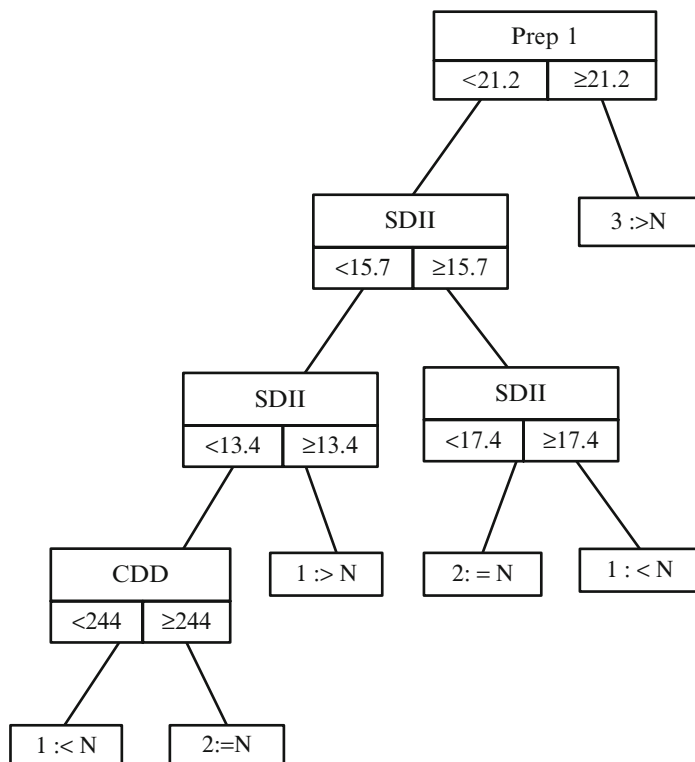 Prep 1
<21.2 ≥21.2
SDII
3 :>N
<15.7 ≥15.7
SDII SDII
<13.4 ≥13.4 <17.4 ≥17.4
CDD 1 :> N 2: = N 1 : < N
<244 ≥244
1 :< N 2:=N